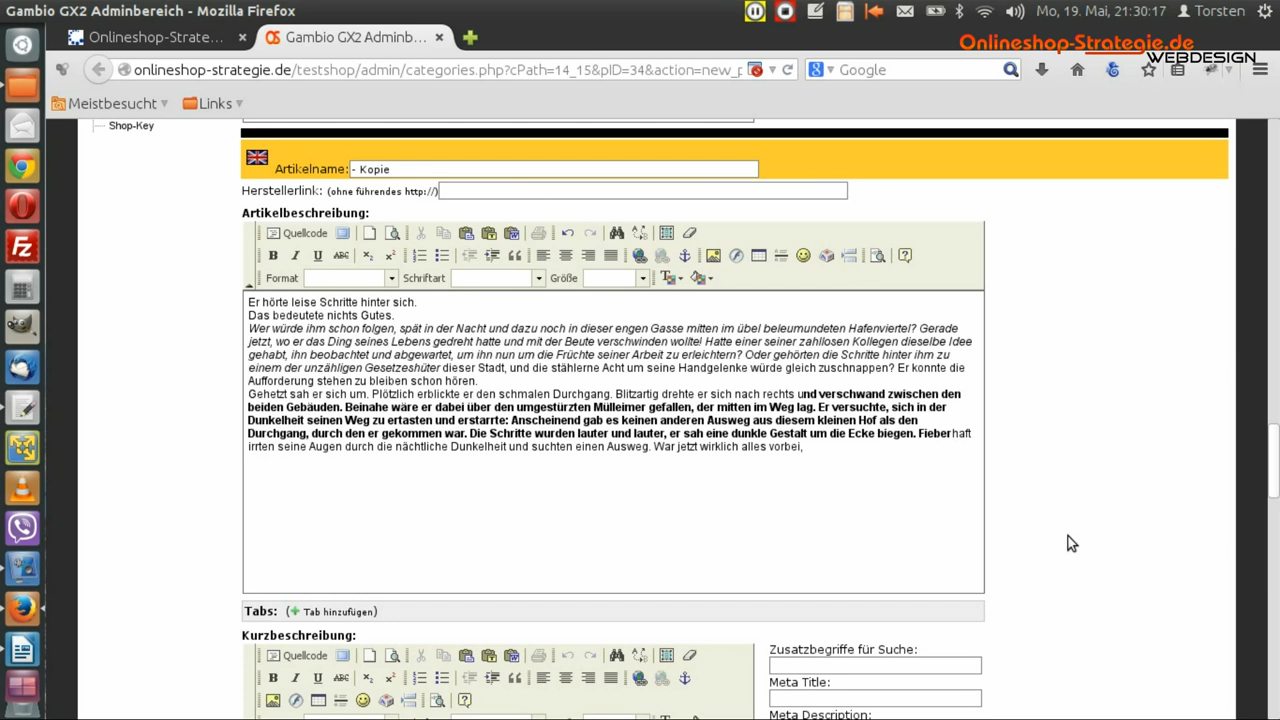 Gambio GX2 Adminbereich - Mozilla Firefox
Mo, 19. Mai, 21:30:17
Torsten
Onlineshop-Strate...
Gambio GX2 Adminb...
Onlineshop-Strategie.de
WEBDESIGN
onlineshop-strategie.de/testshop/admin/categories.php?cPath=14_15&pID=34&action=new_p
Google
Meistbesucht
Links
Shop-Key
Artikelname: - Kopie
Herstellerlink: (ohne führendes http://)
Artikelbeschreibung:
Quellcode
B I U ABC x₂ x²
Format Schriftart Größe
Er hörte leise Schritte hinter sich.
Das bedeutete nichts Gutes.
Wer würde ihm schon folgen, spät in der Nacht und dazu noch in dieser engen Gasse mitten im übel beleumundeten Hafenviertel? Gerade
jetzt, wo er das Ding seines Lebens gedreht hatte und mit der Beute verschwinden wollte! Hatte einer seiner zahllosen Kollegen dieselbe Idee
gehabt, ihn beobachtet und abgewartet, um ihn nun um die Früchte seiner Arbeit zu erleichtern? Oder gehörten die Schritte hinter ihm zu
einem der unzähligen Gesetzeshüter dieser Stadt, und die stählerne Acht um seine Handgelenke würde gleich zuschnappen? Er konnte die
Aufforderung stehen zu bleiben schon hören.
Gehetzt sah er sich um. Plötzlich erblickte er den schmalen Durchgang. Blitzartig drehte er sich nach rechts und verschwand zwischen den
beiden Gebäuden. Beinahe wäre er dabei über den umgestürzten Mülleimer gefallen, der mitten im Weg lag. Er versuchte, sich in der
Dunkelheit seinen Weg zu ertasten und erstarrte: Anscheinend gab es keinen anderen Ausweg aus diesem kleinen Hof als den
Durchgang, durch den er gekommen war. Die Schritte wurden lauter und lauter, er sah eine dunkle Gestalt um die Ecke biegen. Fieberhaft
irrten seine Augen durch die nächtliche Dunkelheit und suchten einen Ausweg. War jetzt wirklich alles vorbei,
Tabs: (+ Tab hinzufügen)
Kurzbeschreibung:
Quellcode
B I U ABC x₂ x²
Zusatzbegriffe für Suche:
Meta Title:
Meta Description: